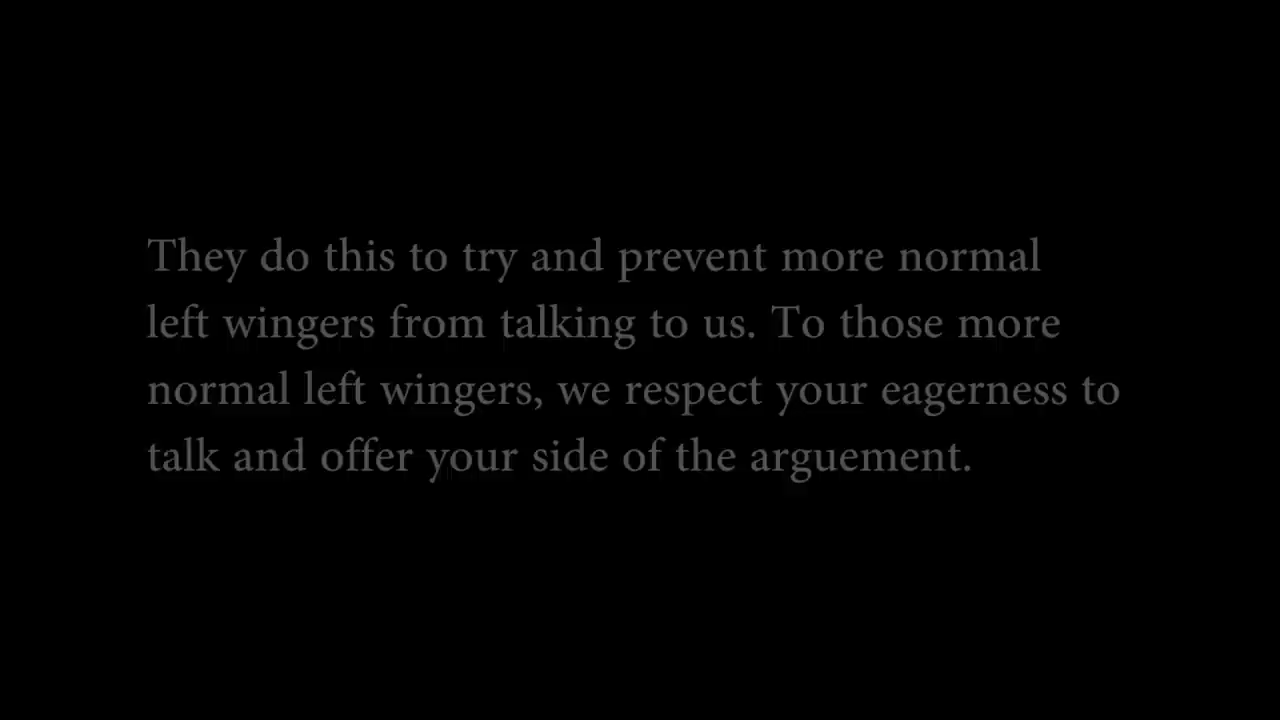 They do this to try and prevent more normal
left wingers from talking to us. To those more
normal left wingers, we respect your eagerness to
talk and offer your side of the arguement.